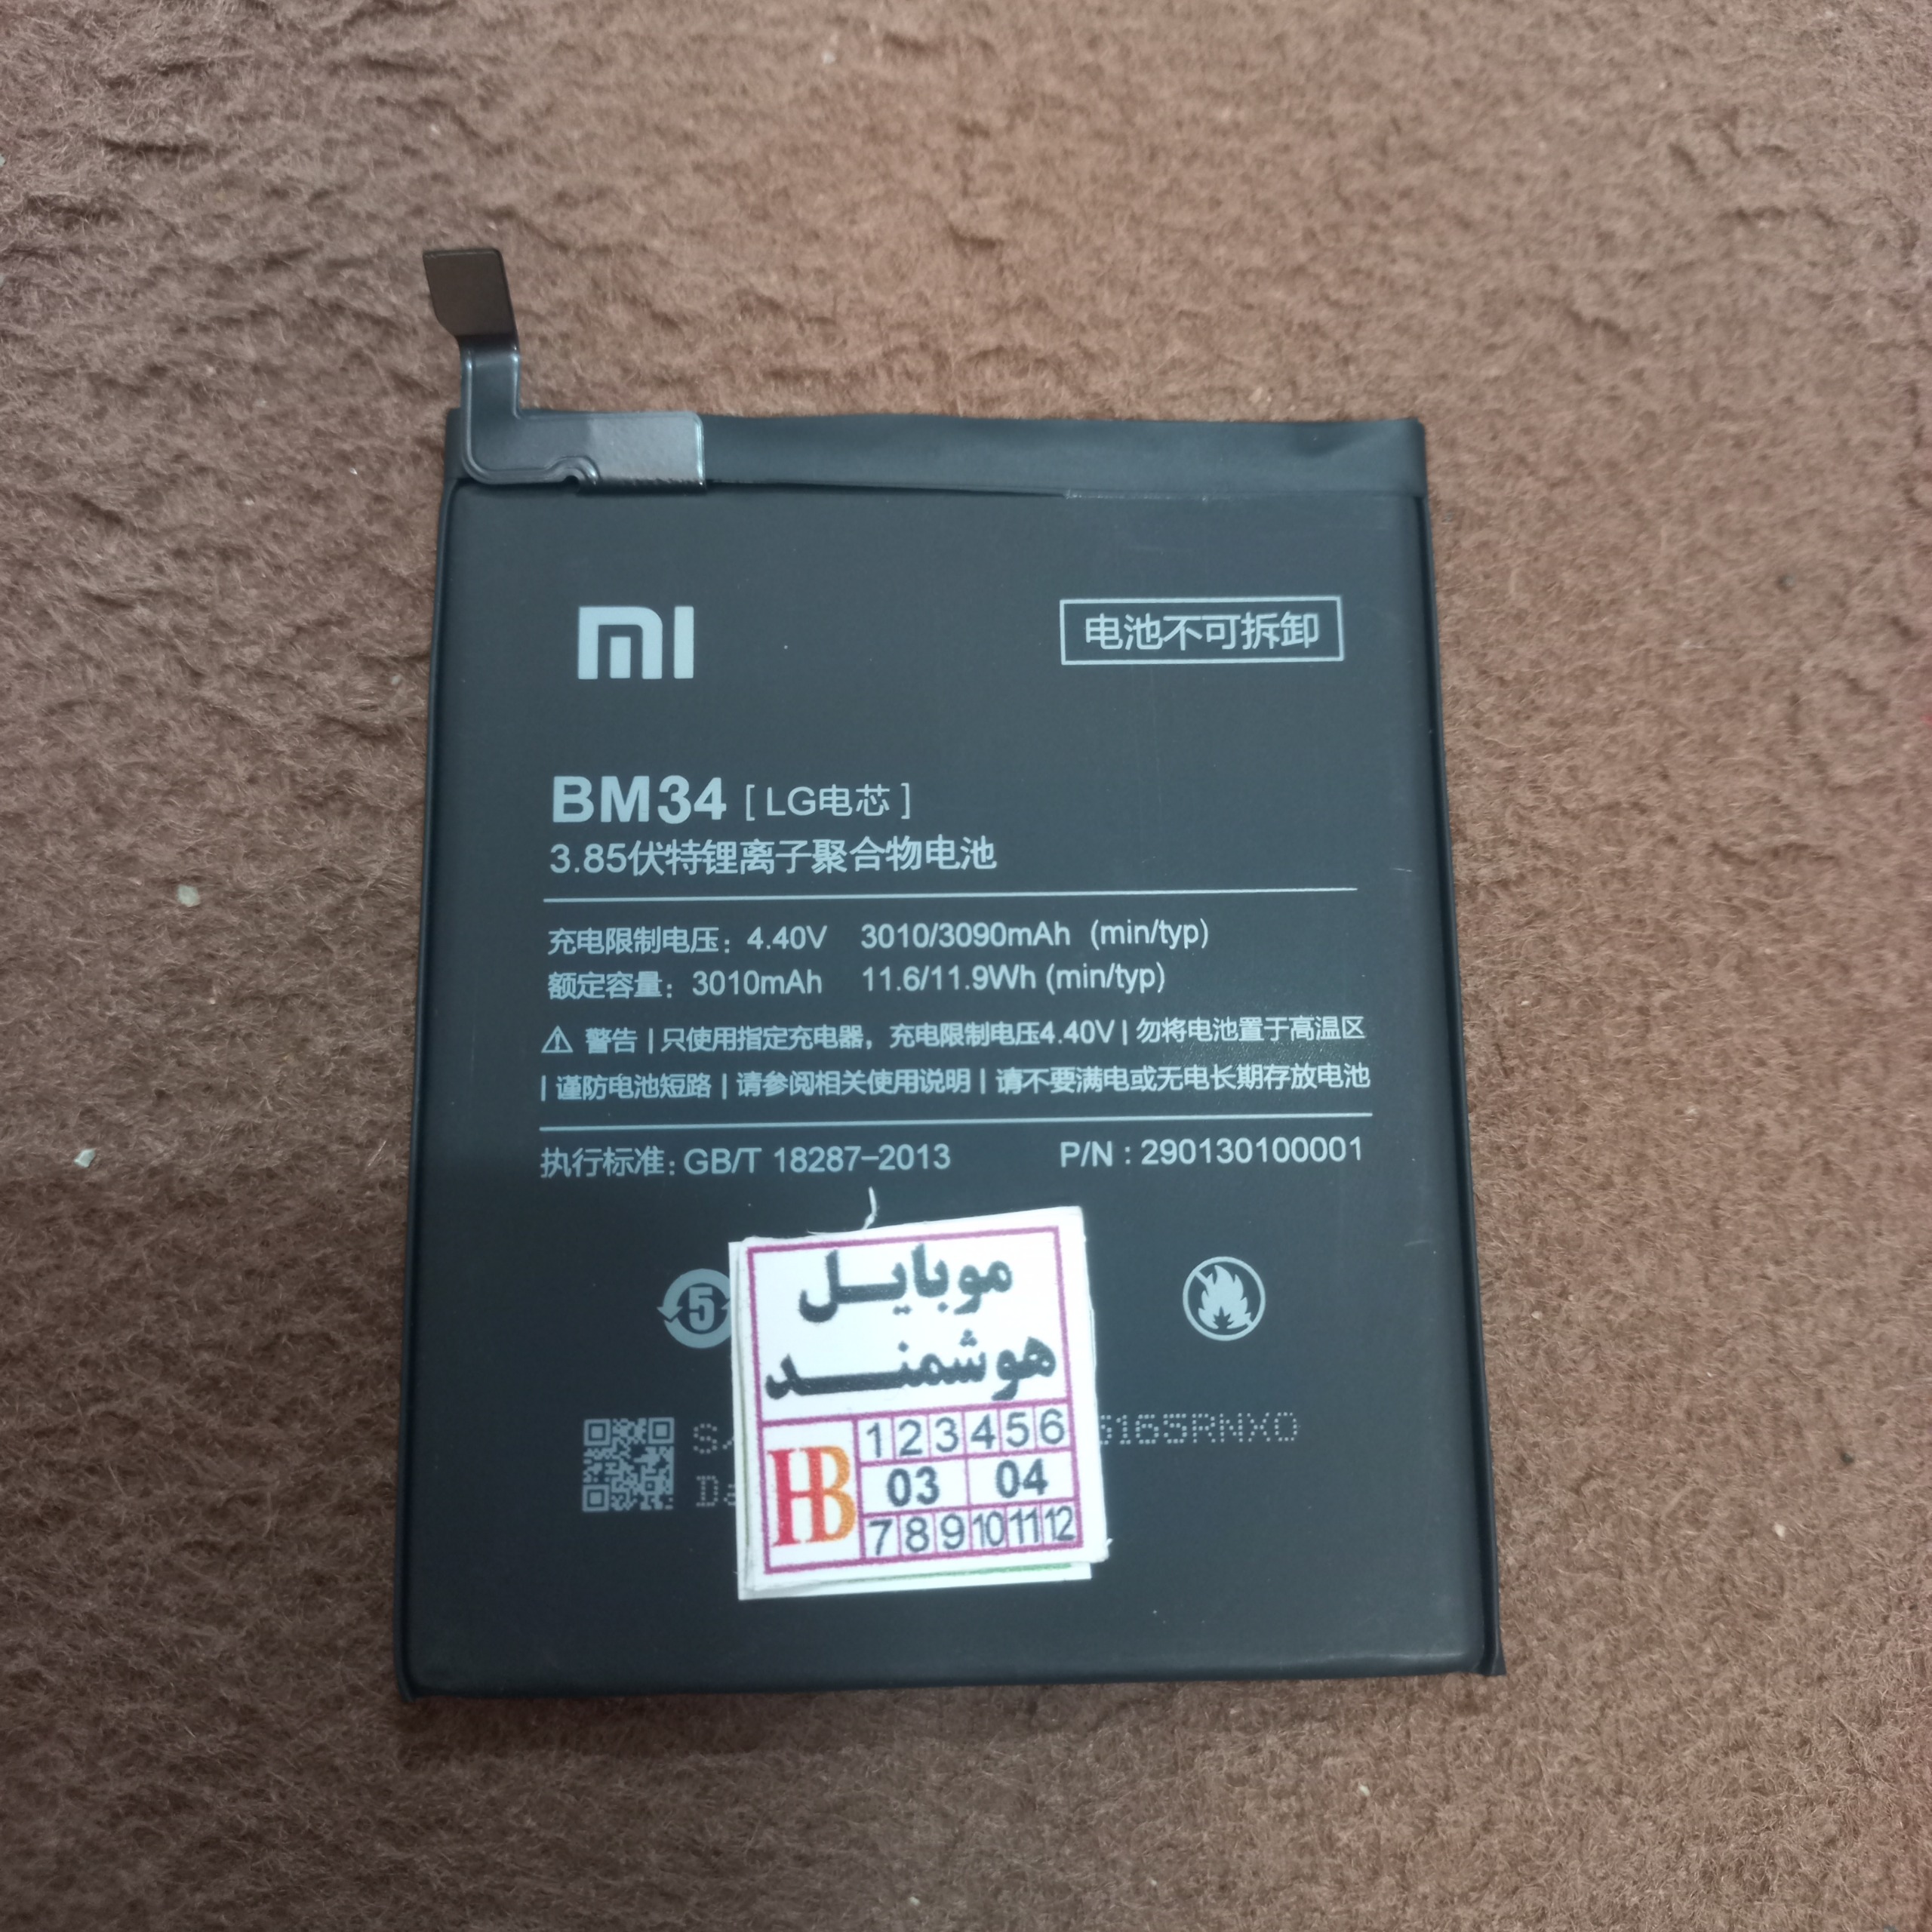 MI
电池不可拆卸
BM34 [ LG电芯 ]
3.85伏特锂离子聚合物电池
充电限制电压: 4.40V 3010/3090mAh (min/typ)
额定容量: 3010mAh 11.6/11.9Wh (min/typ)
警告 | 只使用指定充电器，充电限制电压4.40V | 勿将电池置于高温区
| 谨防电池短路 | 请参阅相关使用说明 | 请不要满电或无电长期存放电池
执行标准: GB/T 18287-2013 P/N : 290130100001
5
موبایل
هوشمند
HB
1 2 3 4 5 6
03 04
7 8 9 10 11 12